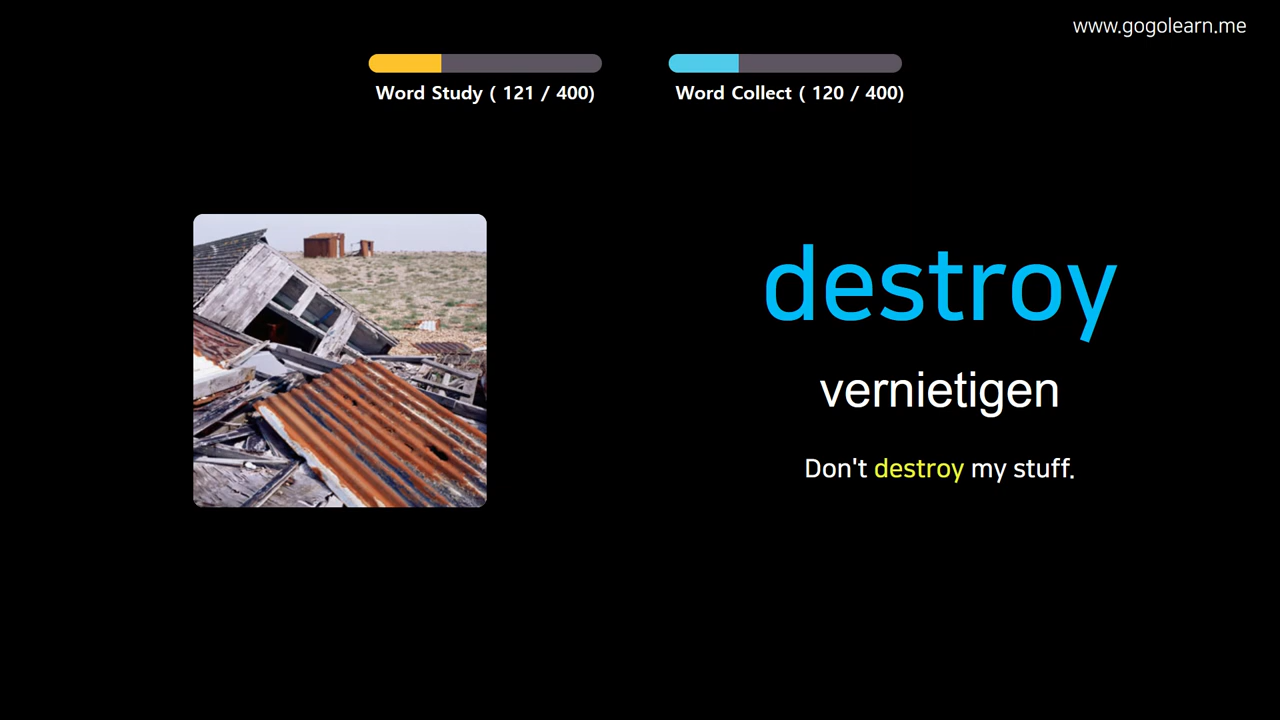 www.gogolearn.me
Word Study ( 121 / 400)
Word Collect ( 120 / 400)
destroy
vernietigen
Don't destroy my stuff.